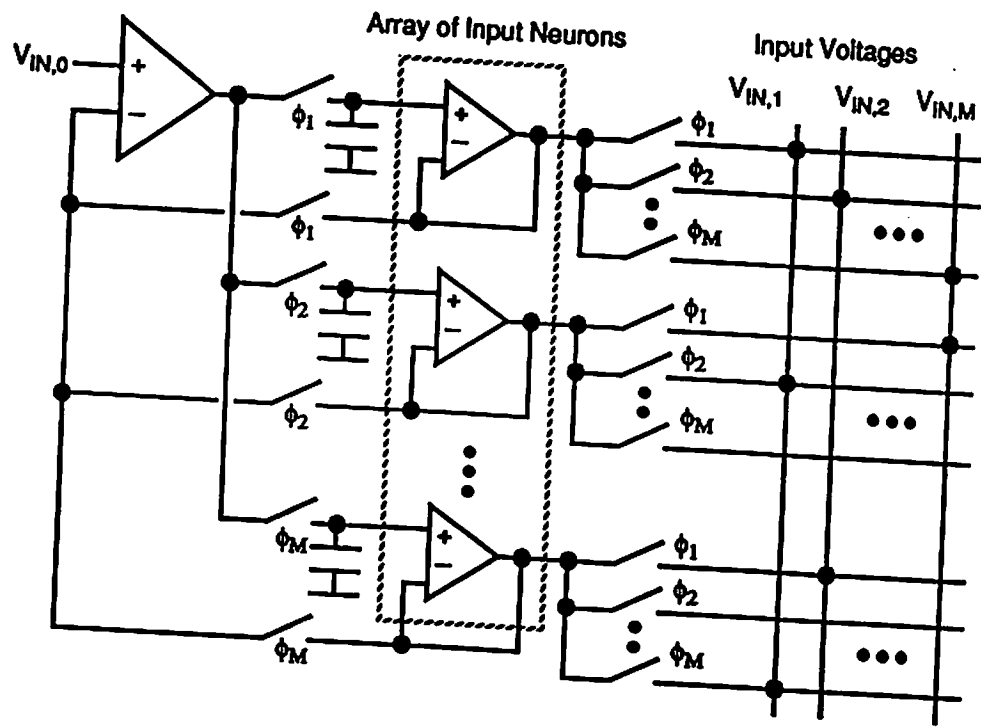 Array of Input Neurons
Input Voltages
V_IN,0
+
−
V_IN,1
V_IN,2
V_IN,M
ϕ1
+
−
ϕ1
ϕ2
ϕM
ϕ1
ϕ2
+
−
ϕ1
ϕ2
ϕM
ϕ2
ϕM
+
−
ϕ1
ϕ2
ϕM
ϕM